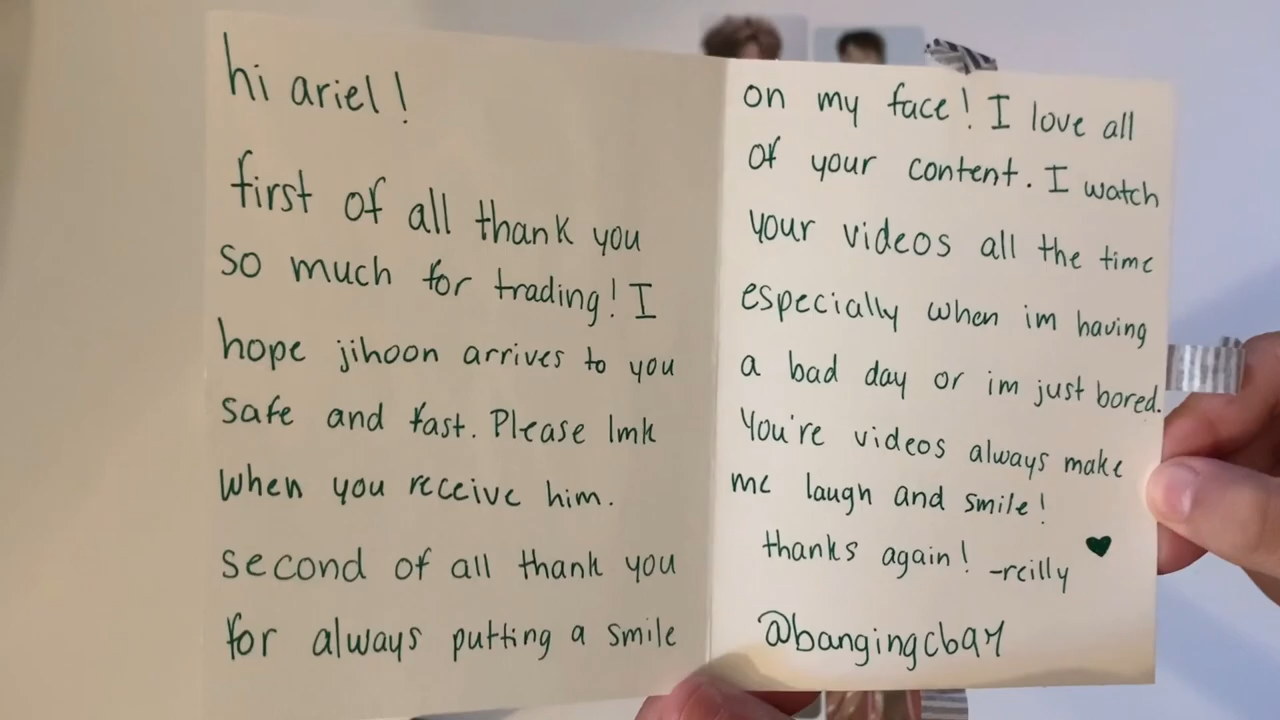 hi ariel!
first of all thank you
so much for trading! I
hope jihoon arrives to you
safe and fast. Please lmk
when you receive him.
second of all thank you
for always putting a smile
on my face! I love all
of your content. I watch
your videos all the time
especially when im having
a bad day or im just bored.
You're videos always make
me laugh and smile!
thanks again! -reilly